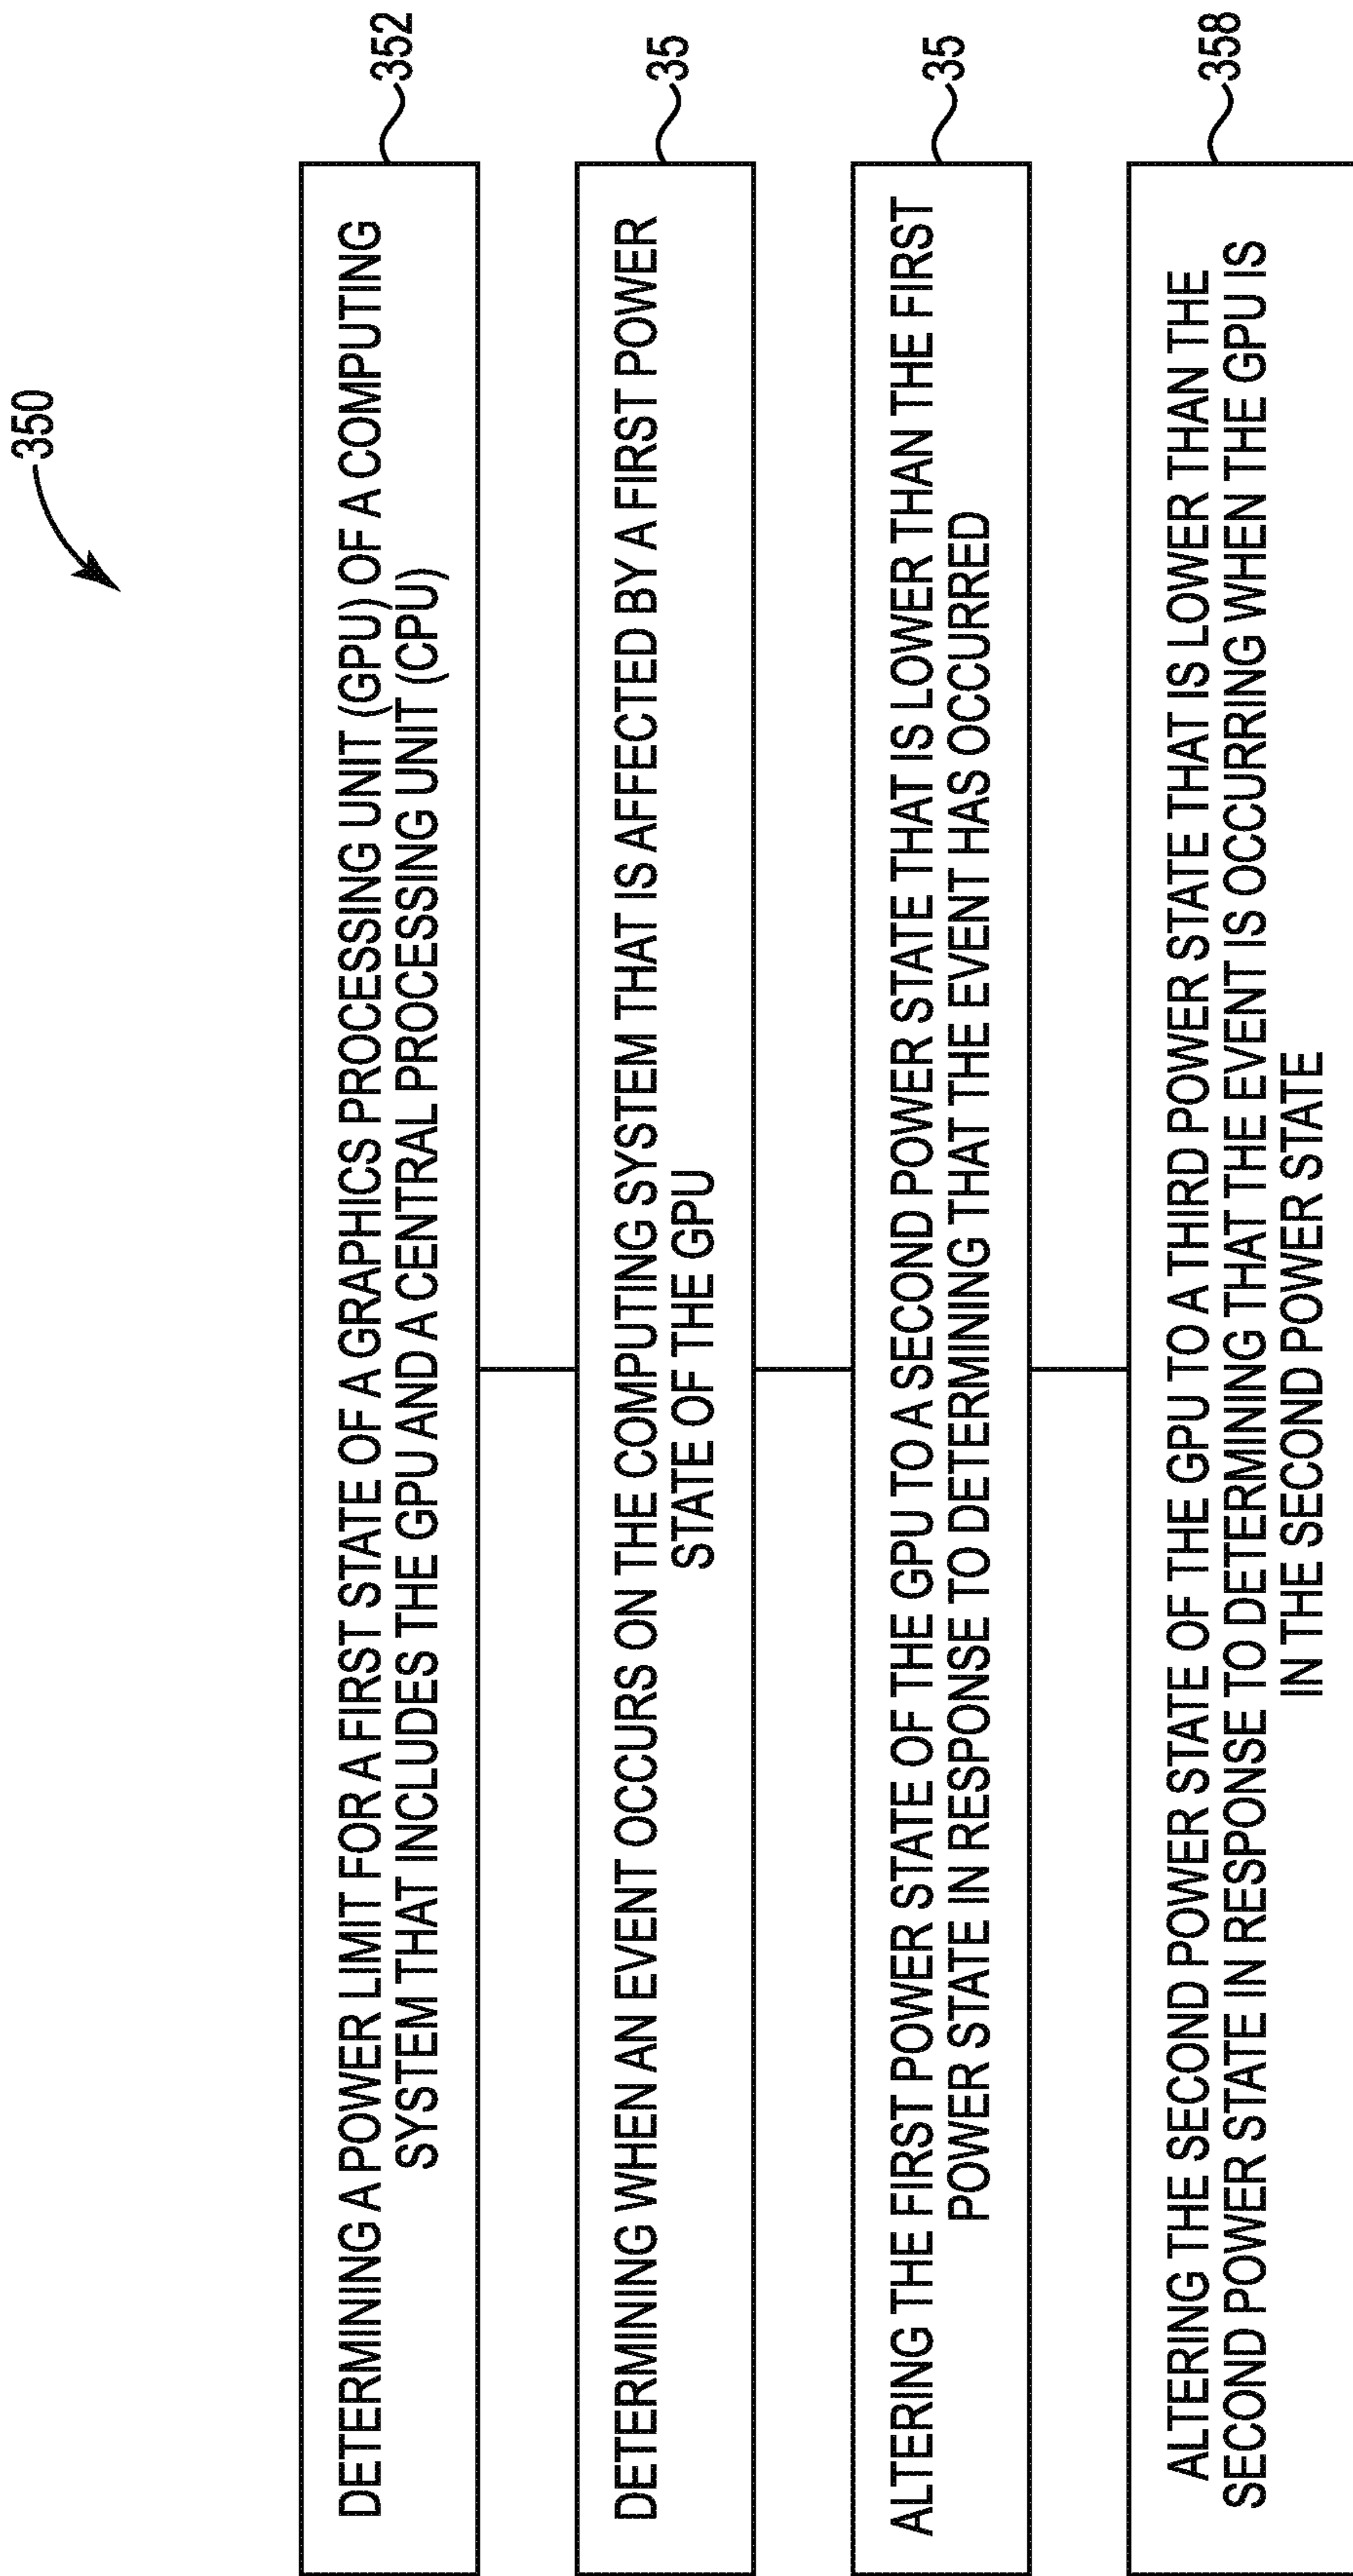 350
DETERMINING A POWER LIMIT FOR A FIRST STATE OF A GRAPHICS PROCESSING UNIT (GPU) OF A COMPUTING
SYSTEM THAT INCLUDES THE GPU AND A CENTRAL PROCESSING UNIT (CPU)
352
DETERMINING WHEN AN EVENT OCCURS ON THE COMPUTING SYSTEM THAT IS AFFECTED BY A FIRST POWER
STATE OF THE GPU
35
ALTERING THE FIRST POWER STATE OF THE GPU TO A SECOND POWER STATE THAT IS LOWER THAN THE FIRST
POWER STATE IN RESPONSE TO DETERMINING THAT THE EVENT HAS OCCURRED
35
ALTERING THE SECOND POWER STATE OF THE GPU TO A THIRD POWER STATE THAT IS LOWER THAN THE
SECOND POWER STATE IN RESPONSE TO DETERMINING THAT THE EVENT IS OCCURRING WHEN THE GPU IS
IN THE SECOND POWER STATE
358